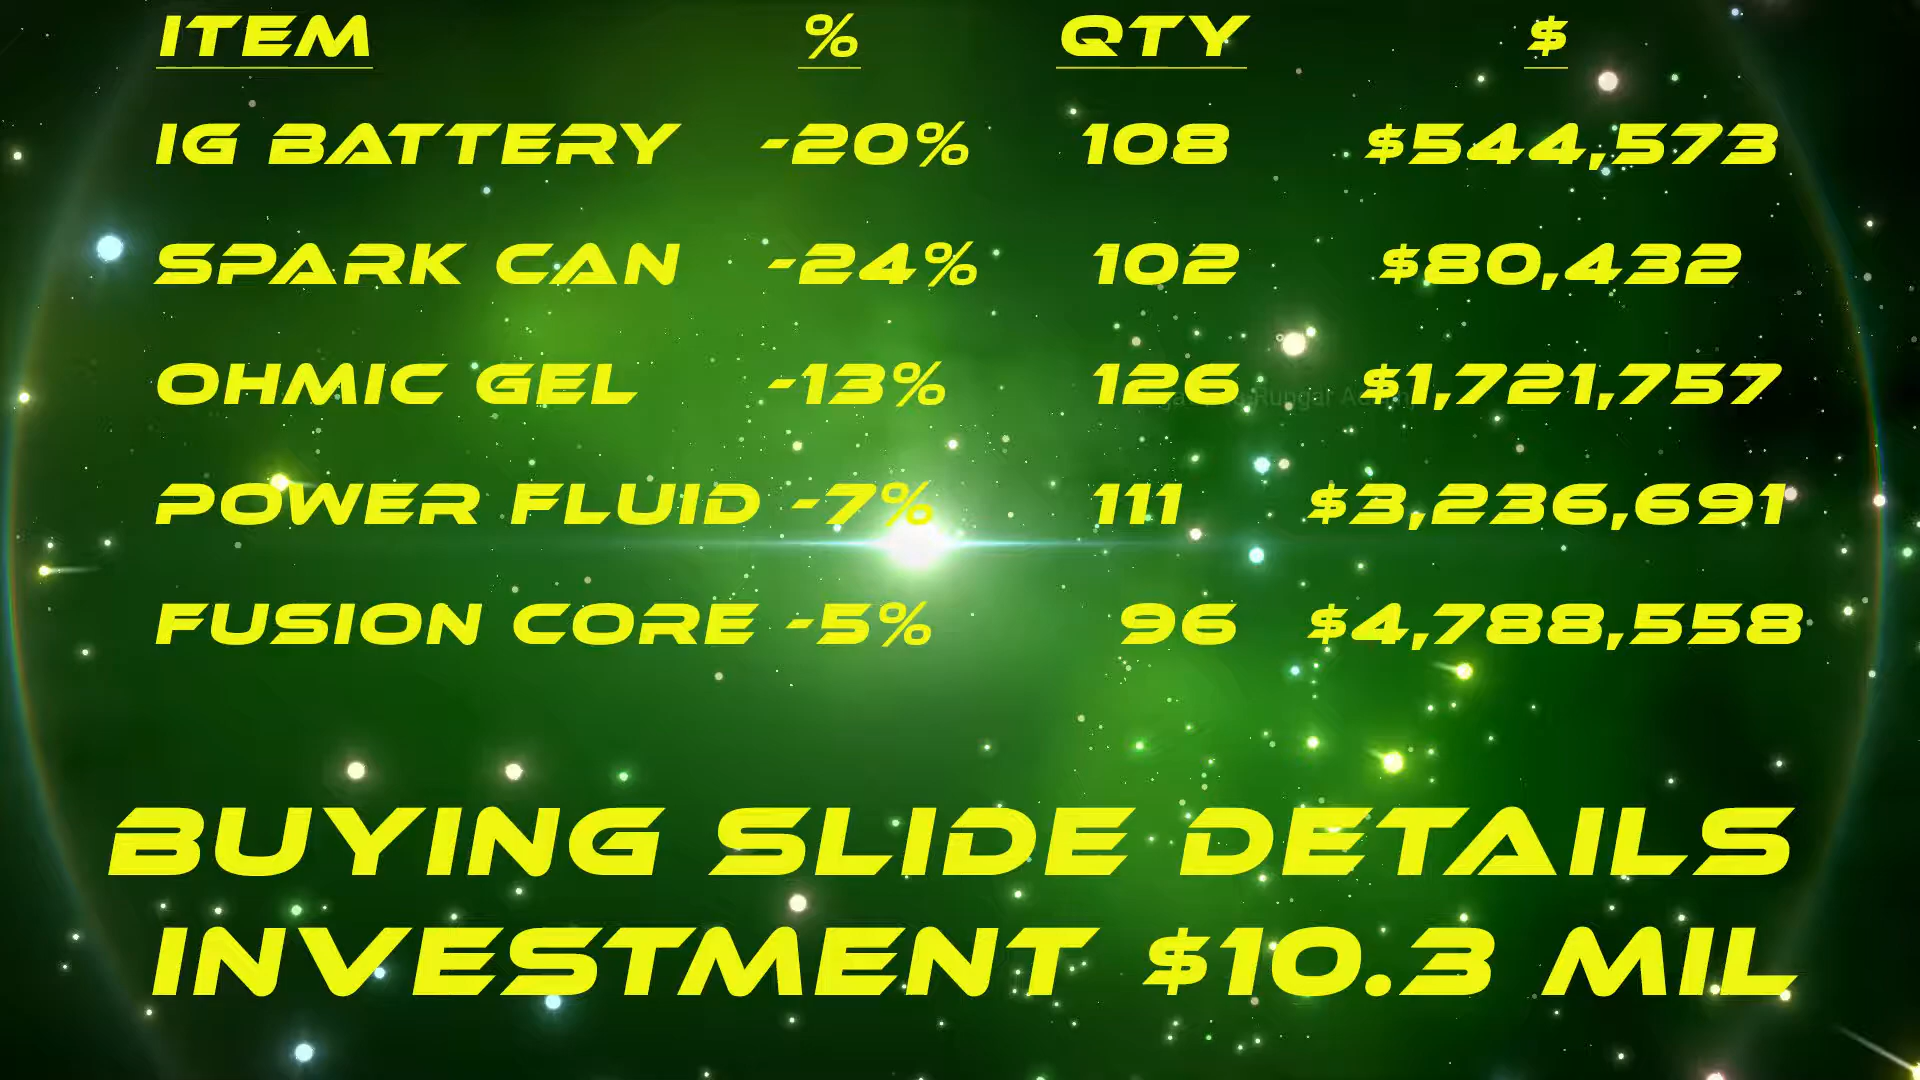 ITEM % QTY $
IG BATTERY -20% 108 $544,573
SPARK CAN -24% 102 $80,432
OHMIC GEL -13% 126 $1,721,757
POWER FLUID -7% 111 $3,236,691
FUSION CORE -5% 96 $4,788,558
BUYING SLIDE DETAILS
INVESTMENT $10.3 MIL